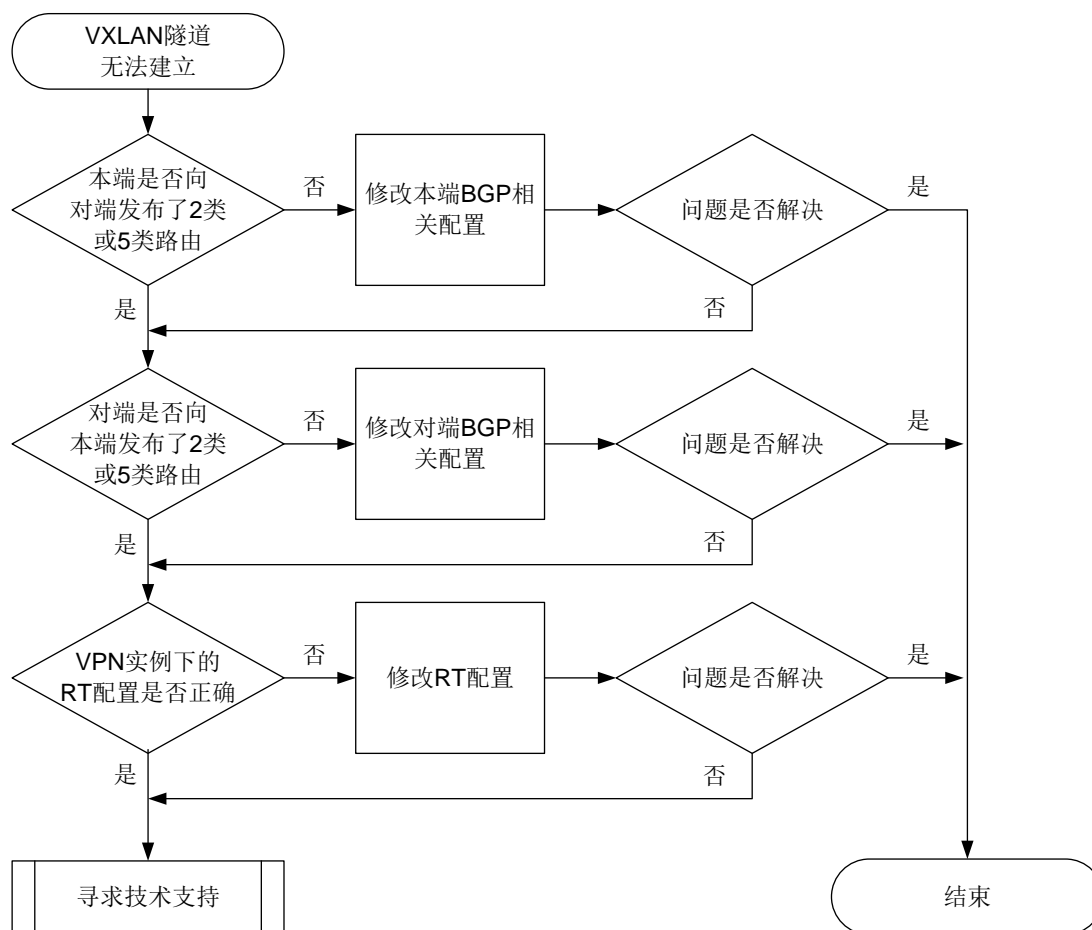 VXLAN隧道
无法建立
本端是否向
对端发布了2类
或5类路由
否
修改本端BGP相
关配置
问题是否解决
是
是
否
对端是否向
本端发布了2类
或5类路由
否
修改对端BGP相
关配置
问题是否解决
是
是
否
VPN实例下的
RT配置是否正确
否
修改RT配置
问题是否解决
是
是
否
寻求技术支持
结束